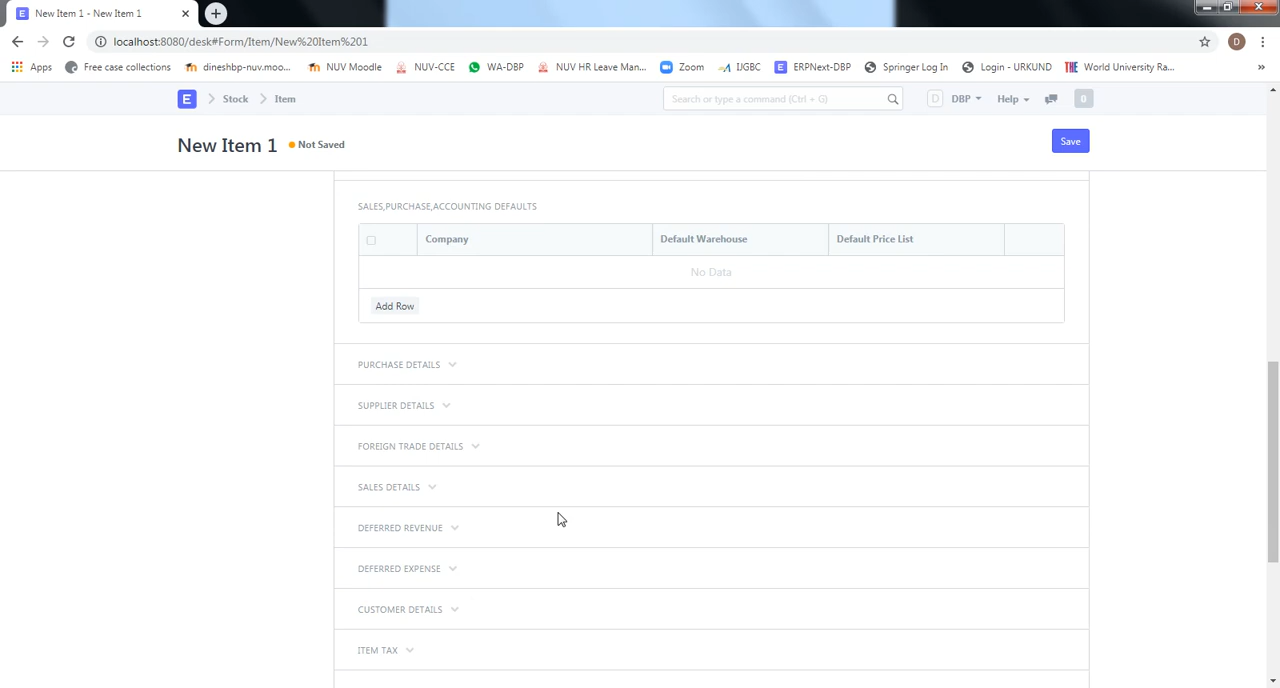 E New Item 1 - New Item 1
localhost:8080/desk#Form/Item/New%20Item%201 D
Apps Free case collections dineshbp-nuv.moo... NUV Moodle NUV-CCE WA-DBP NUV HR Leave Man... Zoom IJGBC E ERPNext-DBP Springer Log In Login - URKUND THE World University Ra... »
E Stock Item Search or type a command (Ctrl + G) D DBP Help 0
New Item 1 Not Saved Save
SALES,PURCHASE,ACCOUNTING DEFAULTS
Company Default Warehouse Default Price List
No Data
Add Row
PURCHASE DETAILS
SUPPLIER DETAILS
FOREIGN TRADE DETAILS
SALES DETAILS
DEFERRED REVENUE
DEFERRED EXPENSE
CUSTOMER DETAILS
ITEM TAX